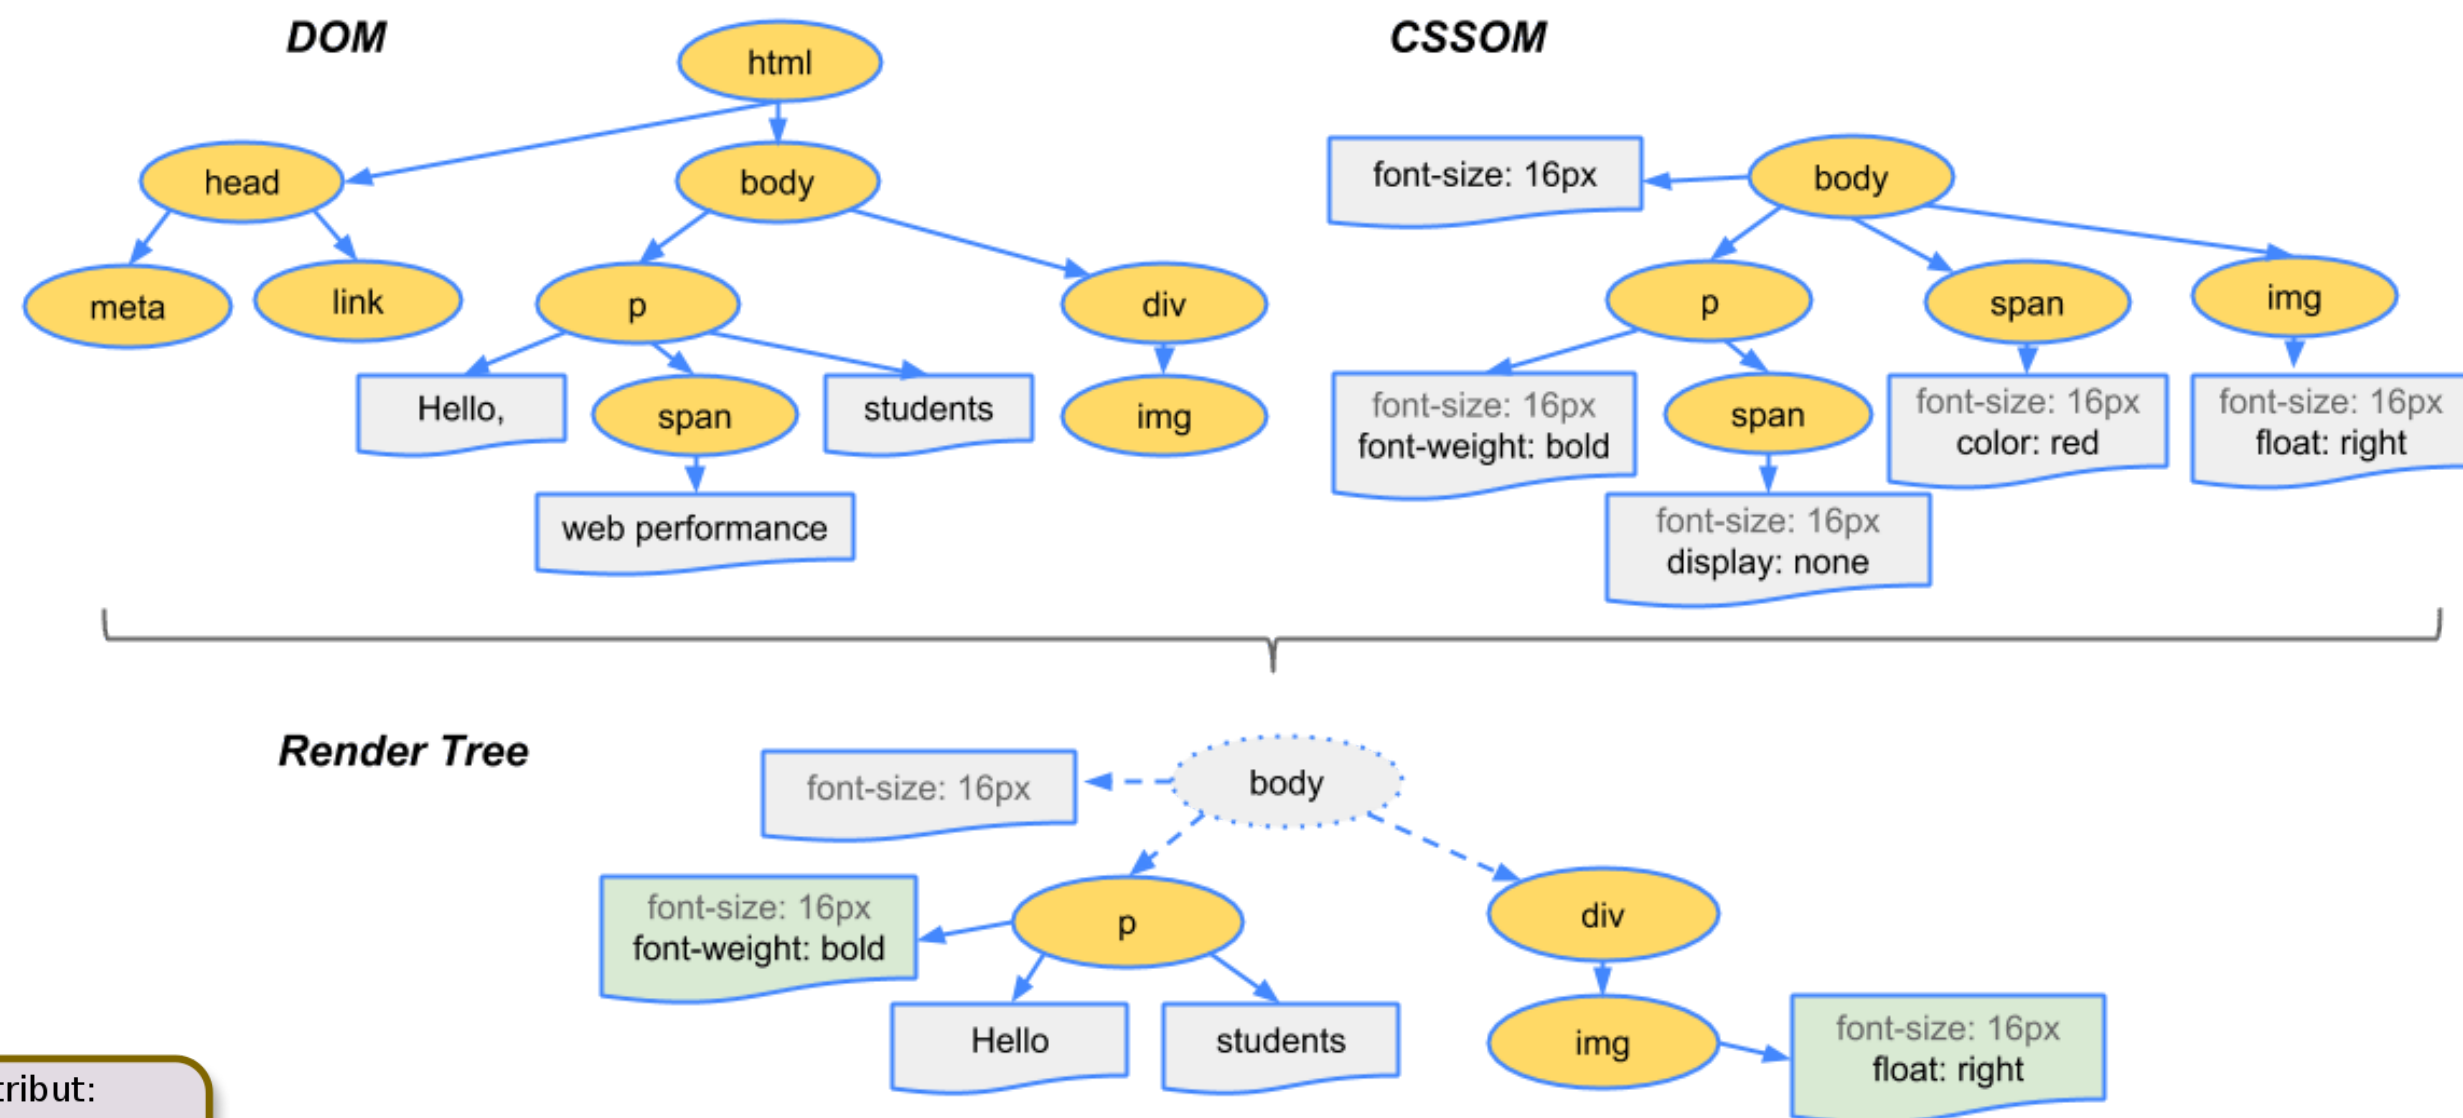 DOM
CSSOM
html
head
body
meta
link
p
div
Hello,
span
students
img
web performance
font-size: 16px
body
p
span
img
font-size: 16px
font-weight: bold
span
font-size: 16px
color: red
font-size: 16px
float: right
font-size: 16px
display: none
Render Tree
font-size: 16px
body
font-size: 16px
font-weight: bold
p
div
Hello
students
img
font-size: 16px
float: right
tribut: